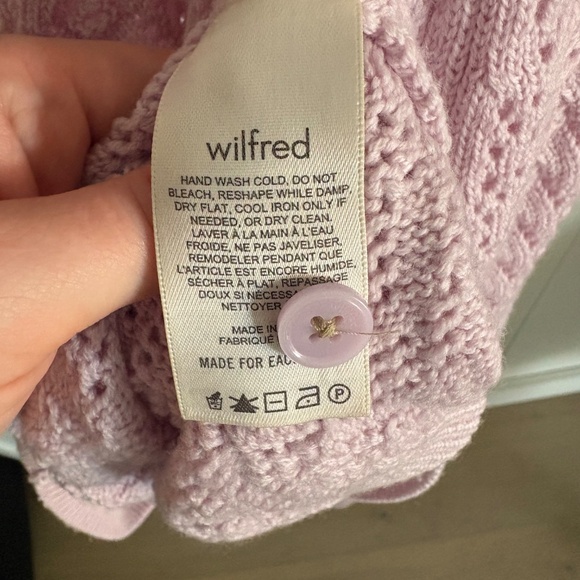 wilfred
HAND WASH COLD, DO NOT
BLEACH, RESHAPE WHILE DAMP,
DRY FLAT, COOL IRON ONLY IF
NEEDED, OR DRY CLEAN.
LAVER À LA MAIN À L'EAU
FROIDE, NE PAS JAVELISER,
REMODELER PENDANT QUE
L'ARTICLE EST ENCORE HUMIDE,
SÉCHER À PLAT, REPASSAGE
DOUX SI
NETTOYER
MADE IN
FABRIQUÉ
MADE FOR
P